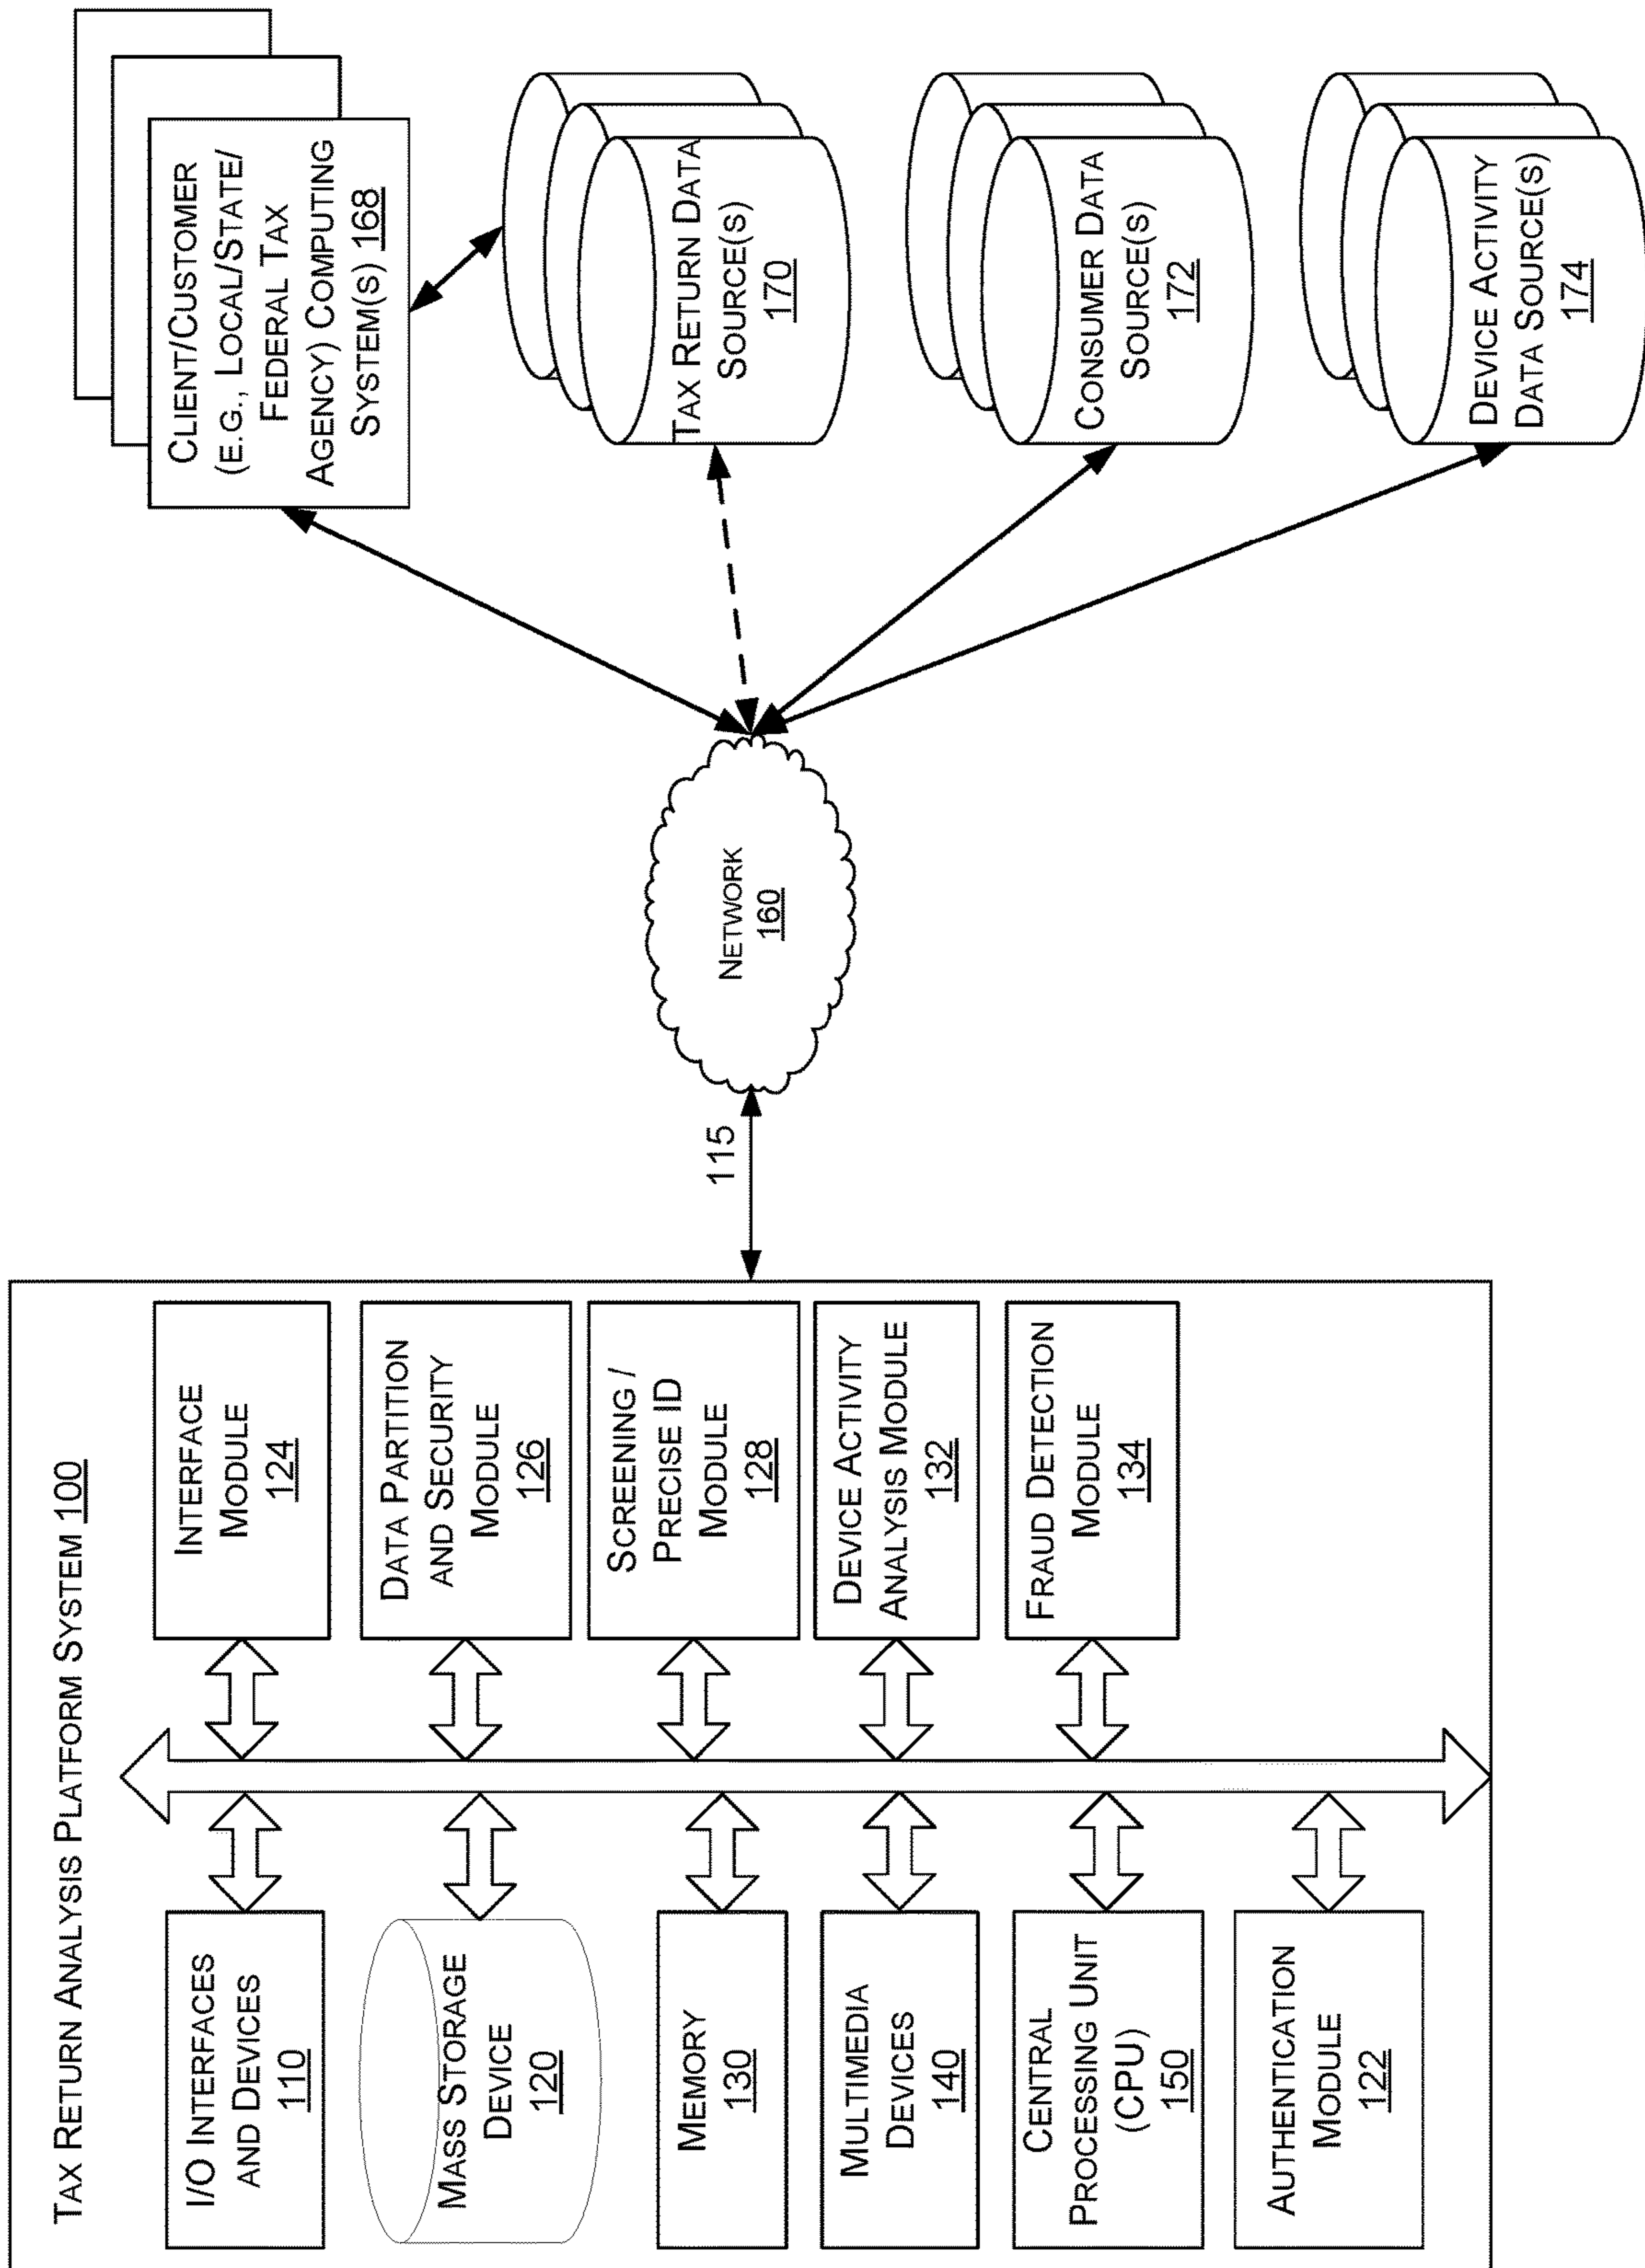 TAX RETURN ANALYSIS PLATFORM SYSTEM 100
I/O INTERFACES
AND DEVICES
110
MASS STORAGE
DEVICE
120
MEMORY
130
MULTIMEDIA
DEVICES
140
CENTRAL
PROCESSING UNIT
(CPU)
150
AUTHENTICATION
MODULE
122
INTERFACE
MODULE
124
DATA PARTITION
AND SECURITY
MODULE
126
SCREENING /
PRECISE ID
MODULE
128
DEVICE ACTIVITY
ANALYSIS MODULE
132
FRAUD DETECTION
MODULE
134
115
NETWORK
160
CLIENT/CUSTOMER
(E.G., LOCAL/STATE/
FEDERAL TAX
AGENCY) COMPUTING
SYSTEM(S) 168
TAX RETURN DATA
SOURCE(S)
170
CONSUMER DATA
SOURCE(S)
172
DEVICE ACTIVITY
DATA SOURCE(S)
174